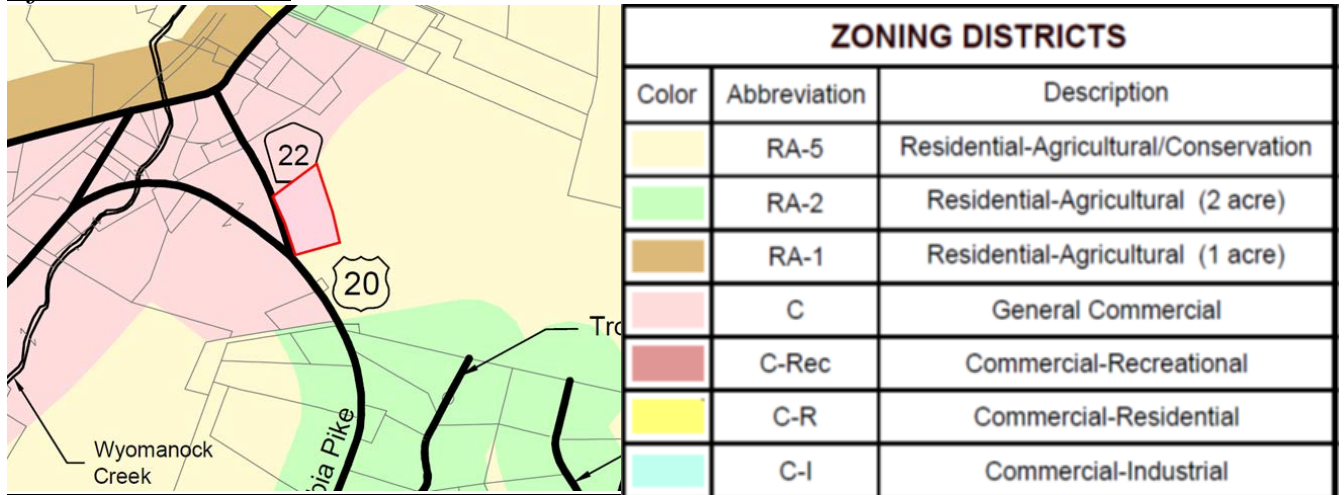 22
20
Wyomanock
Creek
bia Pike
Tro
ZONING DISTRICTS
Color Abbreviation Description
RA-5 Residential-Agricultural/Conservation
RA-2 Residential-Agricultural (2 acre)
RA-1 Residential-Agricultural (1 acre)
C General Commercial
C-Rec Commercial-Recreational
C-R Commercial-Residential
C-I Commercial-Industrial